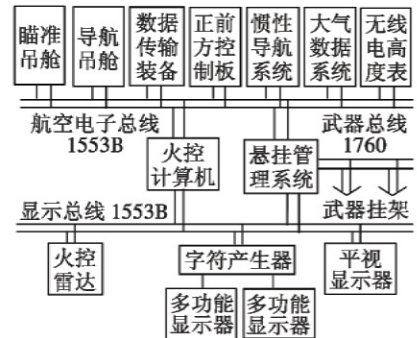 瞄准
吊舱
导航
吊舱
数据
传输
装备
正前
方控
制板
惯性
导航
系统
大气
数据
系统
无线
电高
度表
航空电子总线
1553B
武器总线
1760
火控
计算机
悬挂管
理系统
显示总线 1553B
武器挂架
火控
雷达
字符产生器
平视
显示器
多功能
显示器
多功能
显示器